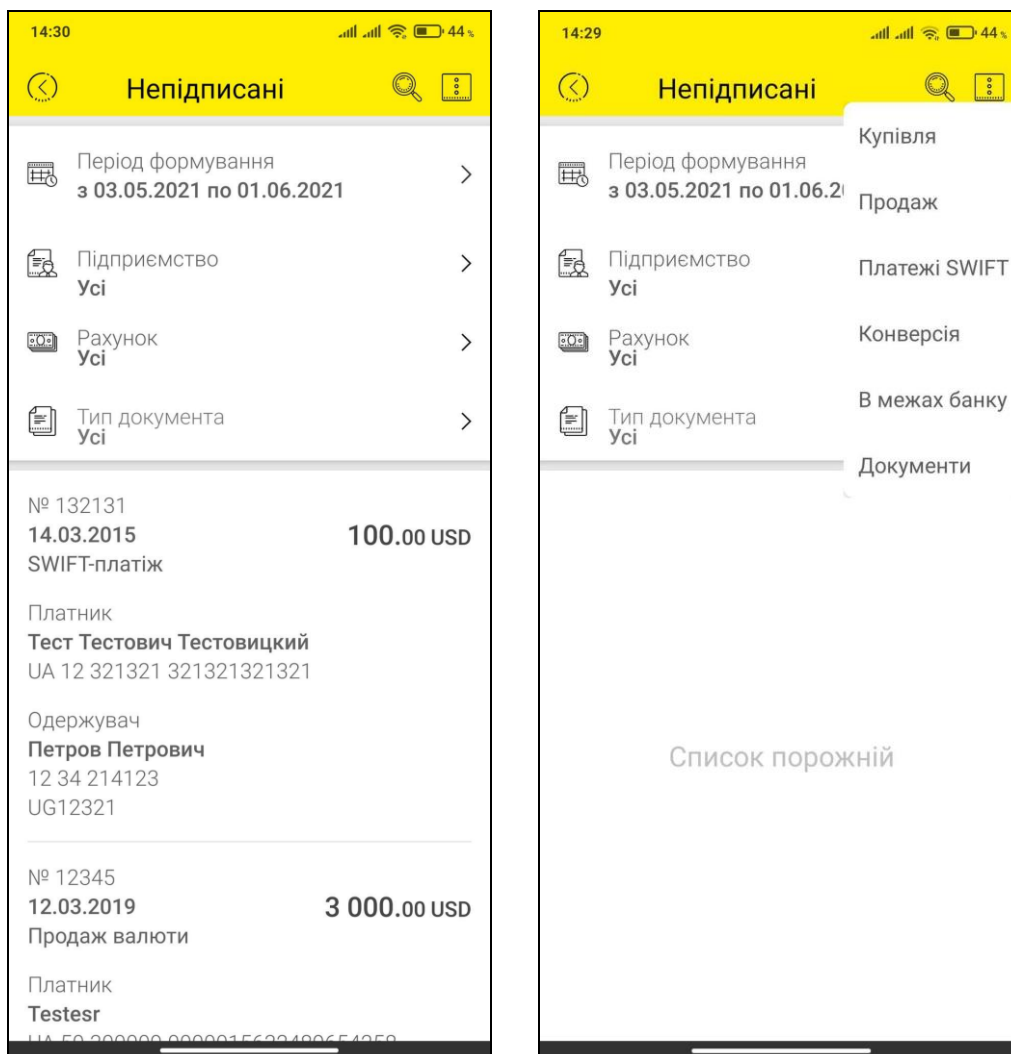 14:30
44 %
Непідписані
Період формування
з 03.05.2021 по 01.06.2021
Підприємство
Усі
Рахунок
Усі
Тип документа
Усі
№ 132131
14.03.2015
100.00 USD
SWIFT-платіж
Платник
Тест Тестович Тестовицкий
UA 12 321321 321321321321
Одержувач
Петров Петрович
12 34 214123
UG12321
№ 12345
12.03.2019
3 000.00 USD
Продаж валюти
Платник
Testesr
14:29
44 %
Непідписані
Період формування
з 03.05.2021 по 01.06.2
Підприємство
Усі
Рахунок
Усі
Тип документа
Усі
Купівля
Продаж
Платежі SWIFT
Конверсія
В межах банку
Документи
Список порожній